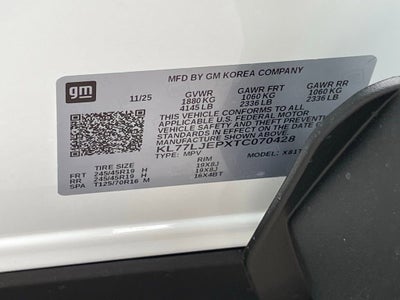 gm
MFD BY GM KOREA COMPANY
11/25 GVWR GAWR FRT GAWR RR
1880 KG 1060 KG 1060 KG
4145 LB 2336 LB 2336 LB
THIS VEHICLE CONFORMS TO ALL
APPLICABLE U.S. FEDERAL MOTOR
VEHICLE SAFETY
STANDARDS IN EFFECT ON THE DATE OF
MANUFACTURE SHOWN ABOVE.
KL77LJEPXTC070428
TYPE: MPV MODEL:
TIRE SIZE RIM
FRT 245/45R19 H 19X8J
RR 245/45R19 H 19X8J
SPA T125/70R16 M 16X4BT